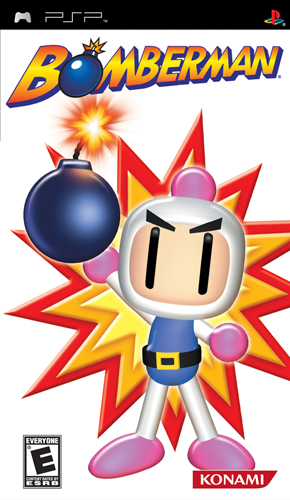 PSP
BOMBERMAN
EVERYONE
E
CONTENT RATED BY
ESRB
KONAMI